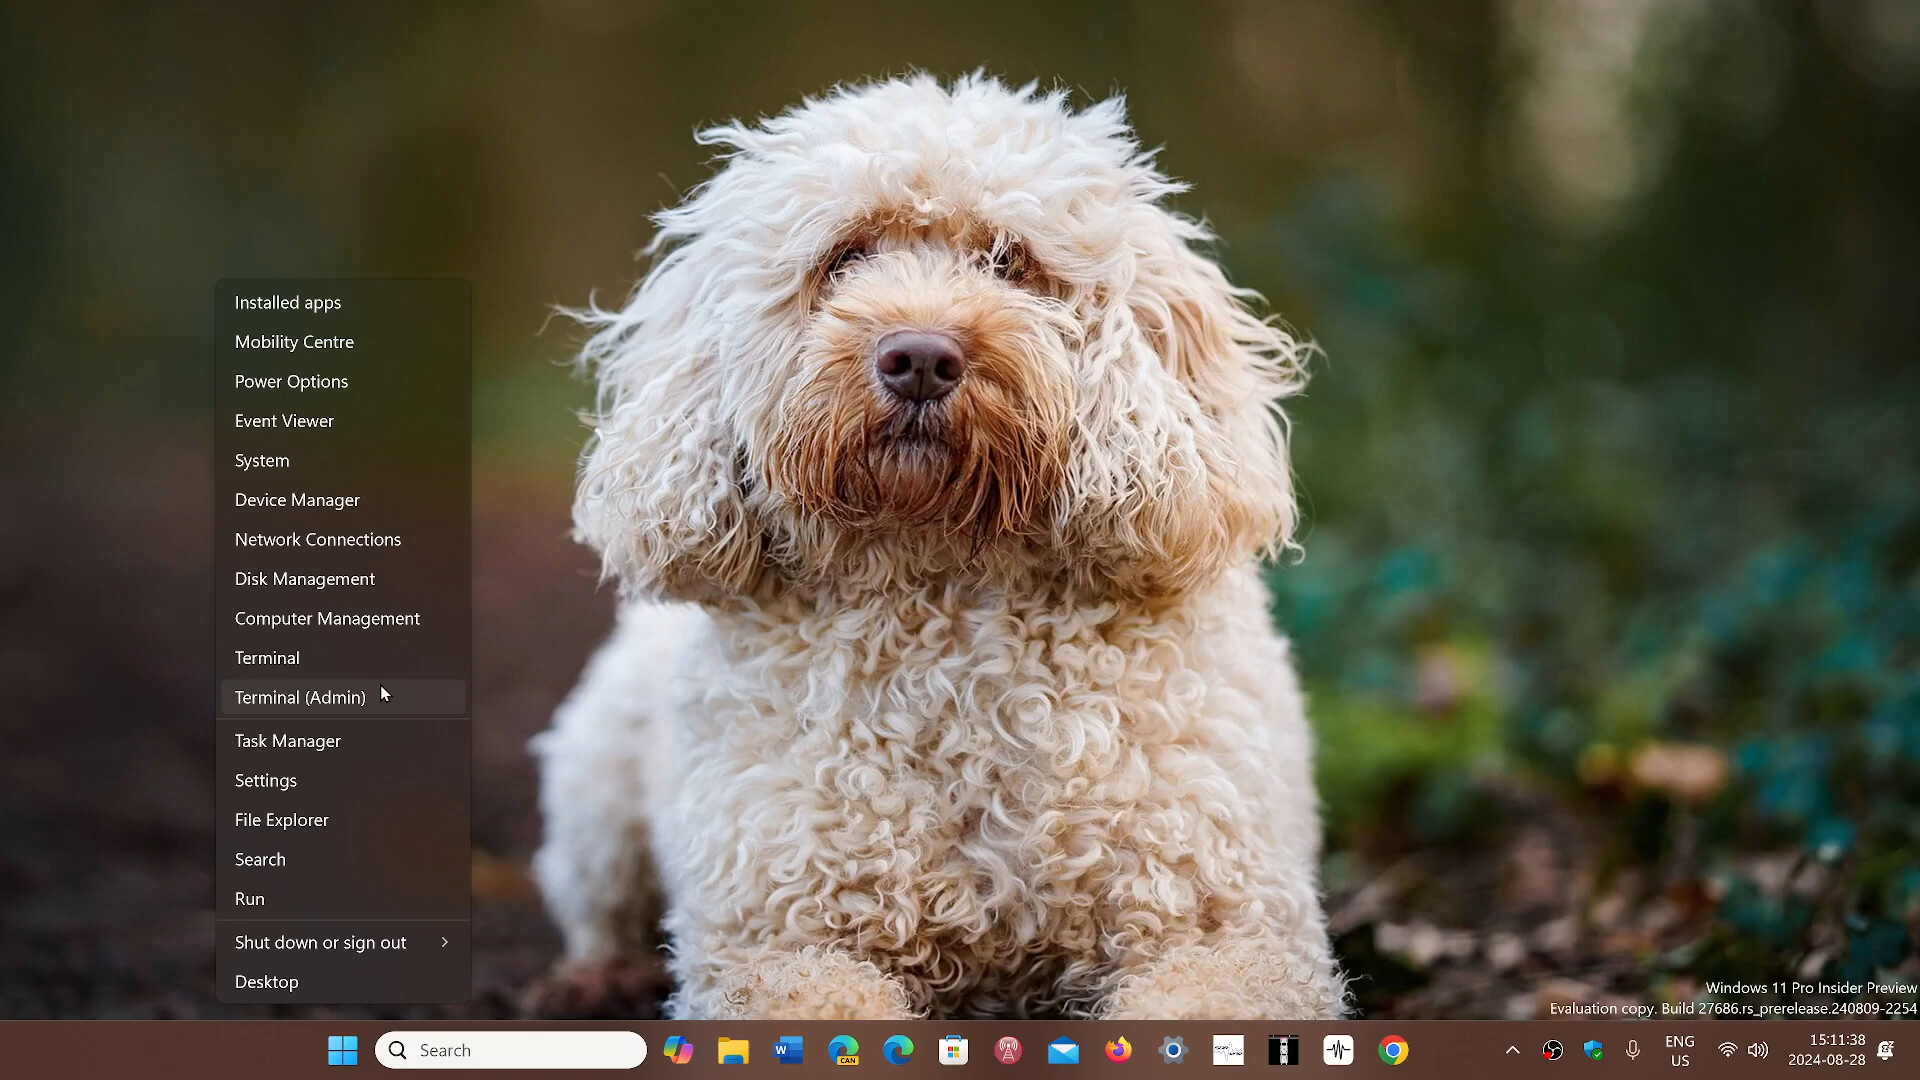 Installed apps
Mobility Centre
Power Options
Event Viewer
System
Device Manager
Network Connections
Disk Management
Computer Management
Terminal
Terminal (Admin)
Task Manager
Settings
File Explorer
Search
Run
Shut down or sign out
Desktop
Windows 11 Pro Insider Preview
Evaluation copy. Build 27686.rs_prerelease.240809-2254
Search
W
CAN
ENG
US
15:11:38
2024-08-28